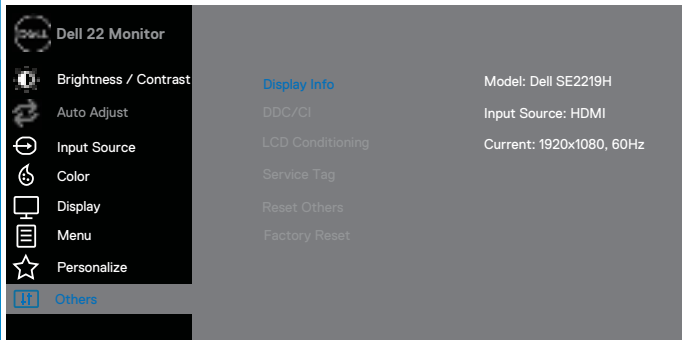 DELL
Dell 22 Monitor
Brightness / Contrast
Auto Adjust
Input Source
Color
Display
Menu
Personalize
Others
Display Info
DDC/CI
LCD Conditioning
Service Tag
Reset Others
Factory Reset
Model: Dell SE2219H
Input Source: HDMI
Current: 1920x1080, 60Hz